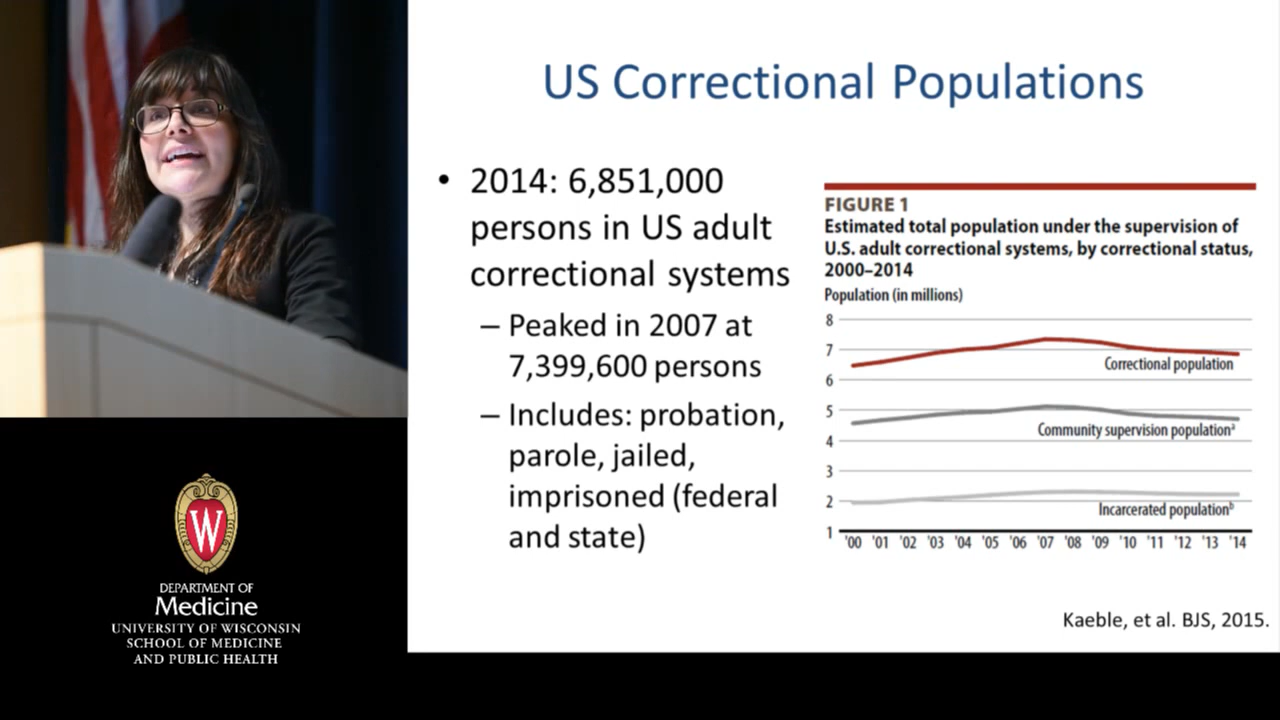 US Correctional Populations
• 2014: 6,851,000
persons in US adult
correctional systems
– Peaked in 2007 at
7,399,600 persons
– Includes: probation,
parole, jailed,
imprisoned (federal
and state)
FIGURE 1
Estimated total population under the supervision of
U.S. adult correctional systems, by correctional status,
2000–2014
Population (in millions)
8
7
Correctional population
6
5
Community supervision populationᵃ
4
3
2
Incarcerated populationᵇ
1
'00 '01 '02 '03 '04 '05 '06 '07 '08 '09 '10 '11 '12 '13 '14
Kaeble, et al. BJS, 2015.
W
DEPARTMENT OF
Medicine
UNIVERSITY OF WISCONSIN
SCHOOL OF MEDICINE
AND PUBLIC HEALTH